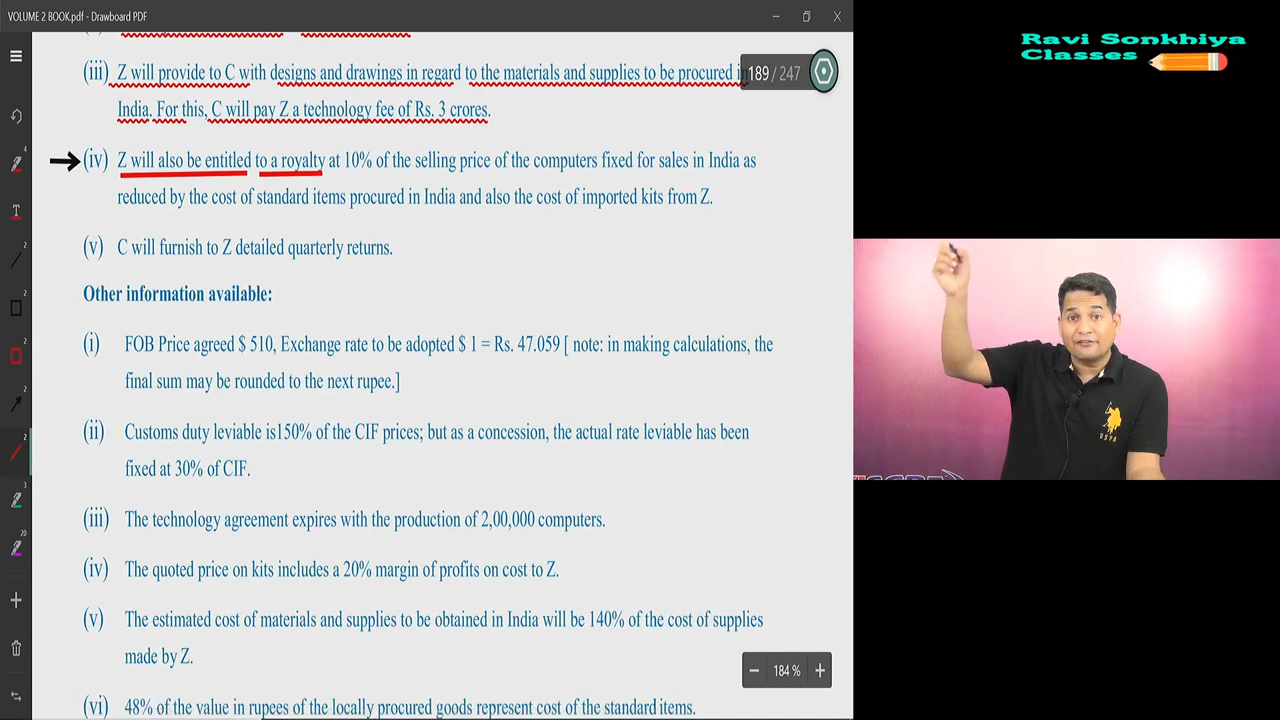 VOLUME 2 BOOK.pdf - Drawboard PDF
Ravi Sonkhiya
Classes
(iii) Z will provide to C with designs and drawings in regard to the materials and supplies to be procured in
189 / 247
India. For this, C will pay Z a technology fee of Rs. 3 crores.
(iv) Z will also be entitled to a royalty at 10% of the selling price of the computers fixed for sales in India as
reduced by the cost of standard items procured in India and also the cost of imported kits from Z.
(v) C will furnish to Z detailed quarterly returns.
Other information available:
(i) FOB Price agreed $ 510, Exchange rate to be adopted $ 1 = Rs. 47.059 [ note: in making calculations, the
final sum may be rounded to the next rupee.]
(ii) Customs duty leviable is150% of the CIF prices; but as a concession, the actual rate leviable has been
fixed at 30% of CIF.
(iii) The technology agreement expires with the production of 2,00,000 computers.
(iv) The quoted price on kits includes a 20% margin of profits on cost to Z.
(v) The estimated cost of materials and supplies to be obtained in India will be 140% of the cost of supplies
made by Z.
184 %
(vi) 48% of the value in rupees of the locally procured goods represent cost of the standard items.
USPA